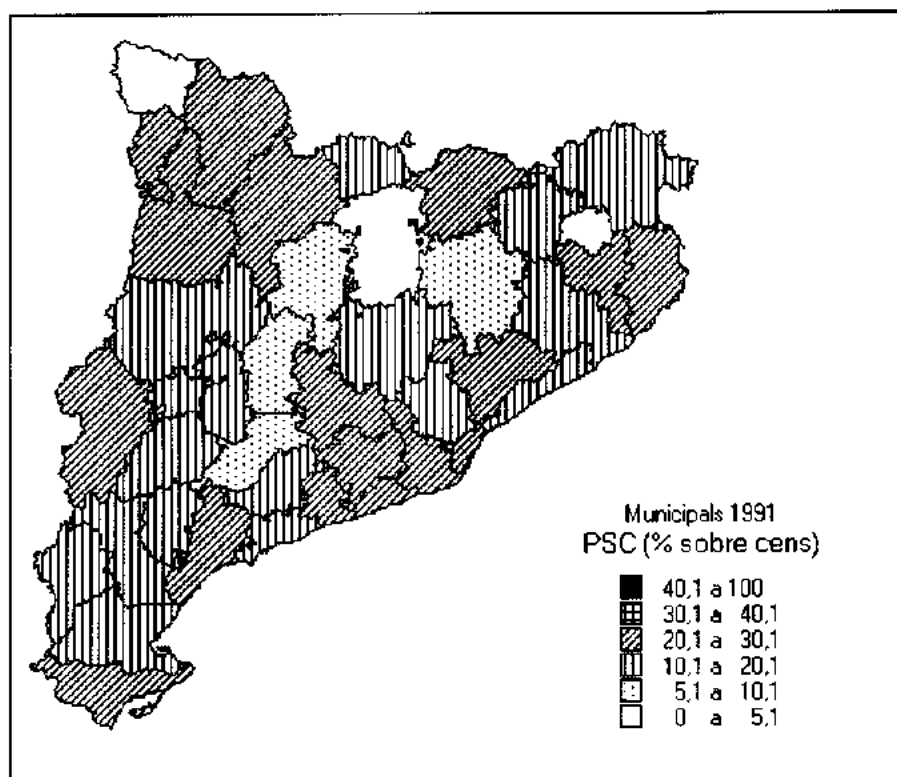 Municipals 1991
PSC (% sobre cens)
40,1 a 100
30,1 a 40,1
20,1 a 30,1
10,1 a 20,1
5,1 a 10,1
0 a 5,1